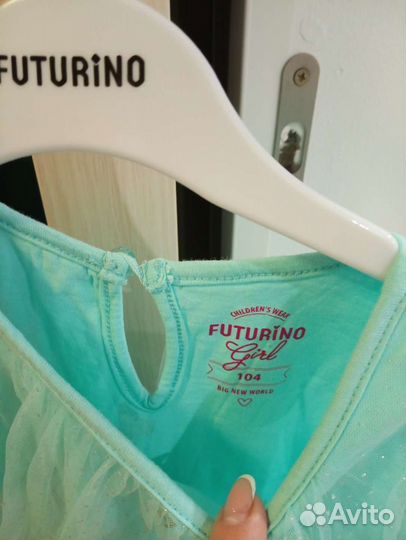 FUTURiNO
CHILDREN'S WEAR
FUTURiNO
Girl
104
BIG NEW WORLD
Avito